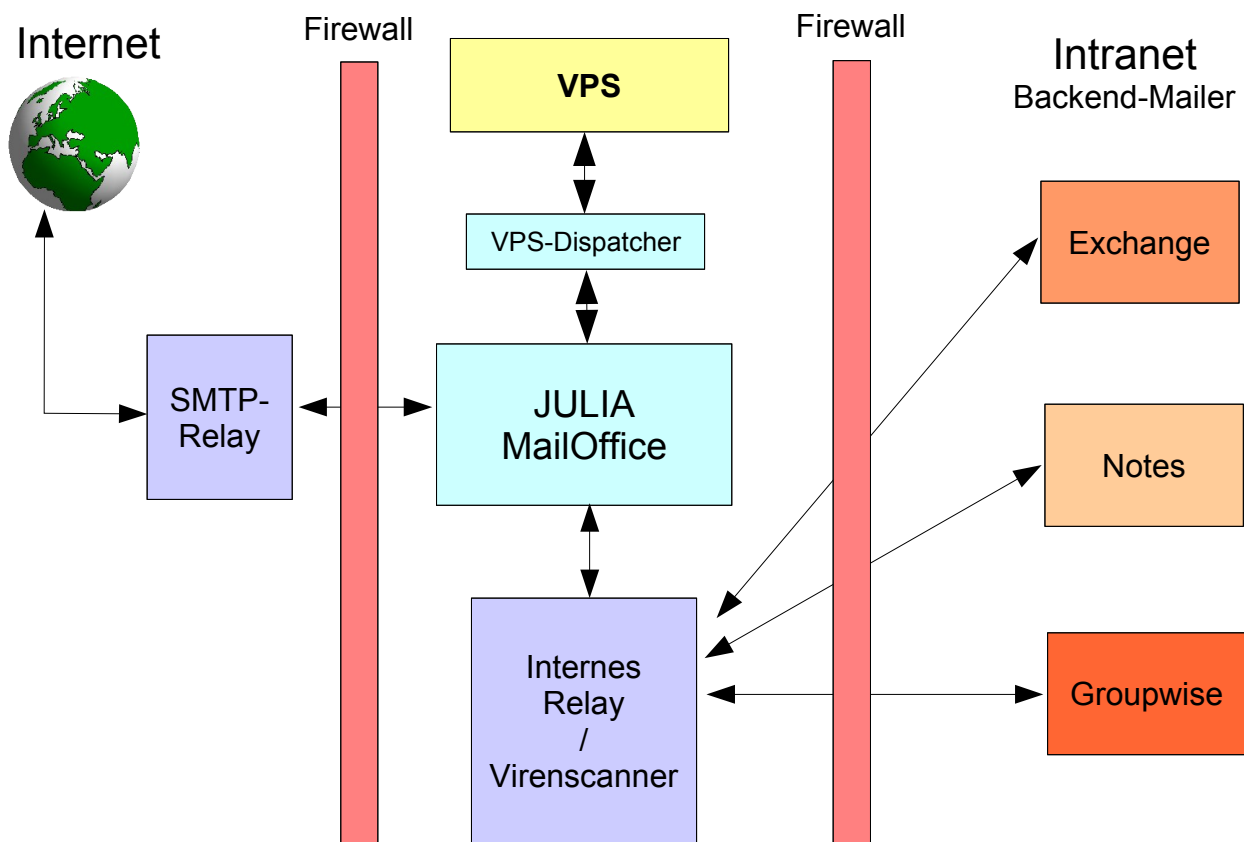 Internet
Firewall
VPS
Firewall
Intranet
Backend-Mailer
VPS-Dispatcher
Exchange
SMTP-
Relay
JULIA
MailOffice
Notes
Internes
Relay
/
Virenscanner
Groupwise